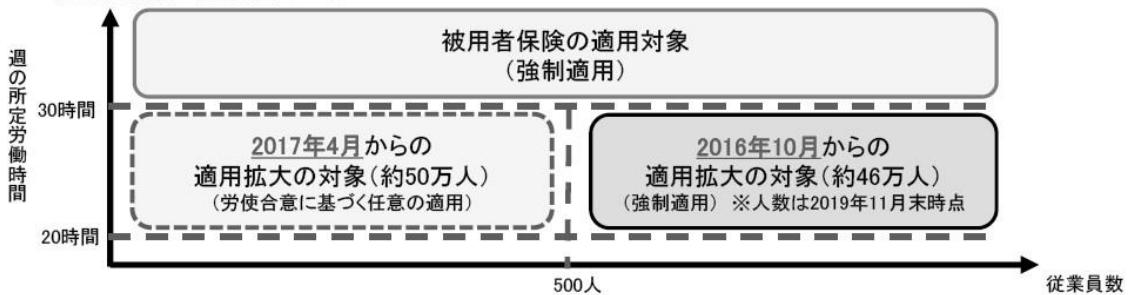 被用者保険の適用対象
(強制適用)
週の所定労働時間
30時間
2017年4月からの
適用拡大の対象(約50万人)
(労使合意に基づく任意の適用)
2016年10月からの
適用拡大の対象(約46万人)
(強制適用) ※人数は2019年11月末時点
20時間
500人
従業員数